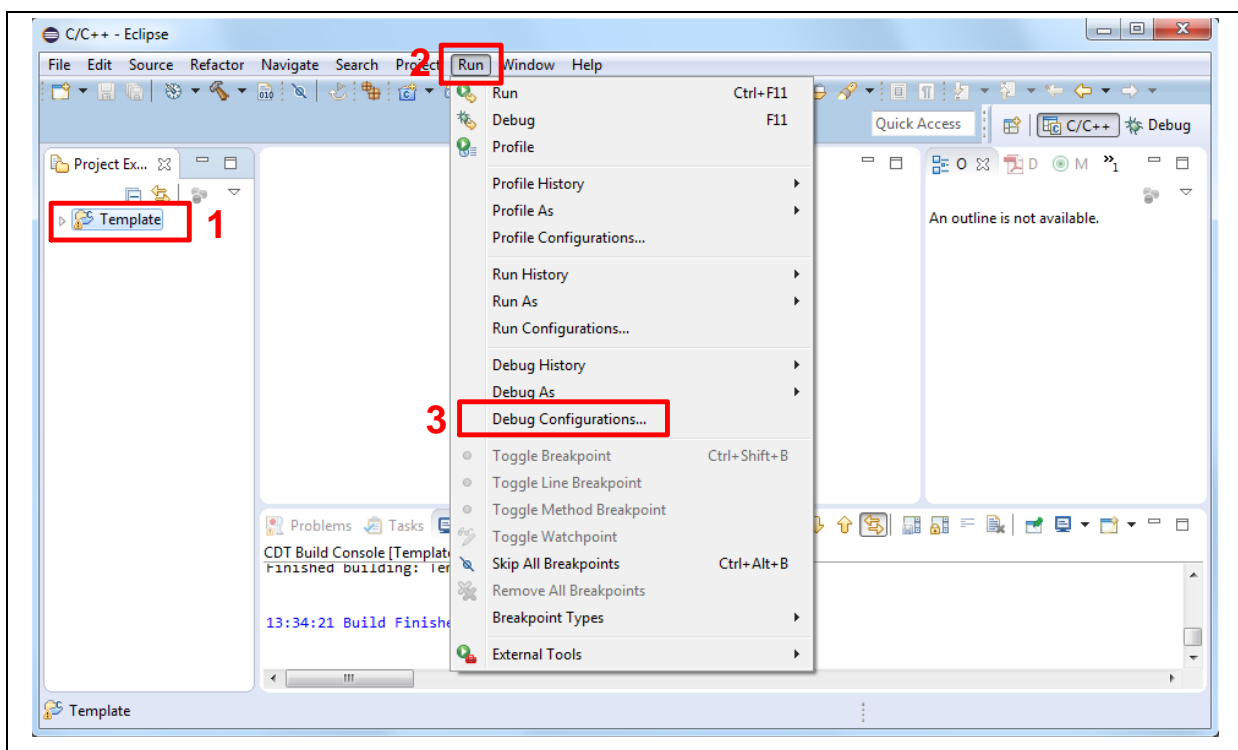 C/C++ - Eclipse
File Edit Source Refactor Navigate Search Project Run Window Help
2
Run Ctrl+F11
Debug F11
Profile
Quick Access
C/C++
Debug
Project Ex...
Template
1
Profile History
Profile As
Profile Configurations...
Run History
Run As
Run Configurations...
Debug History
Debug As
3
Debug Configurations...
Toggle Breakpoint Ctrl+Shift+B
Toggle Line Breakpoint
Toggle Method Breakpoint
Toggle Watchpoint
Skip All Breakpoints Ctrl+Alt+B
Remove All Breakpoints
Breakpoint Types
External Tools
O D M »1
An outline is not available.
Problems Tasks
CDT Build Console [Templat
Finished building: Te
13:34:21 Build Finishe
Template